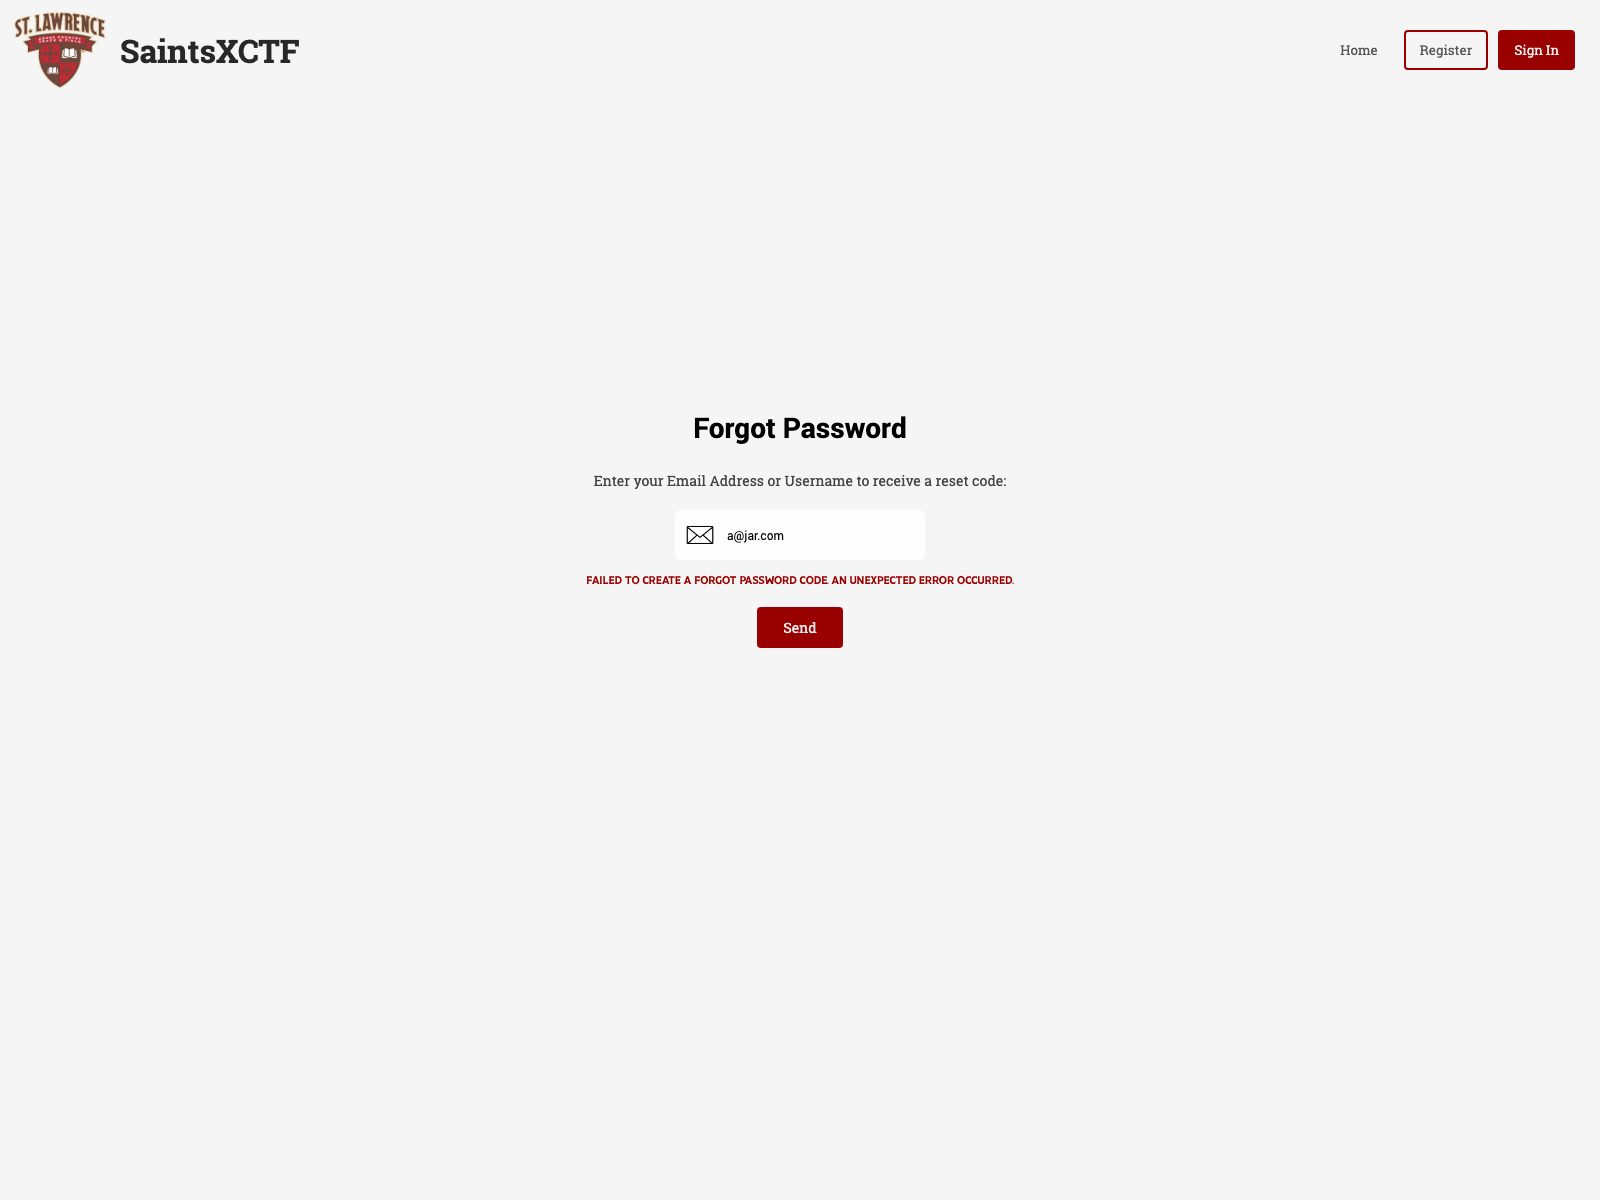 ST. LAWRENCE
SaintsXCTF
Home
Register
Sign In
Forgot Password
Enter your Email Address or Username to receive a reset code:
a@jar.com
FAILED TO CREATE A FORGOT PASSWORD CODE. AN UNEXPECTED ERROR OCCURRED.
Send